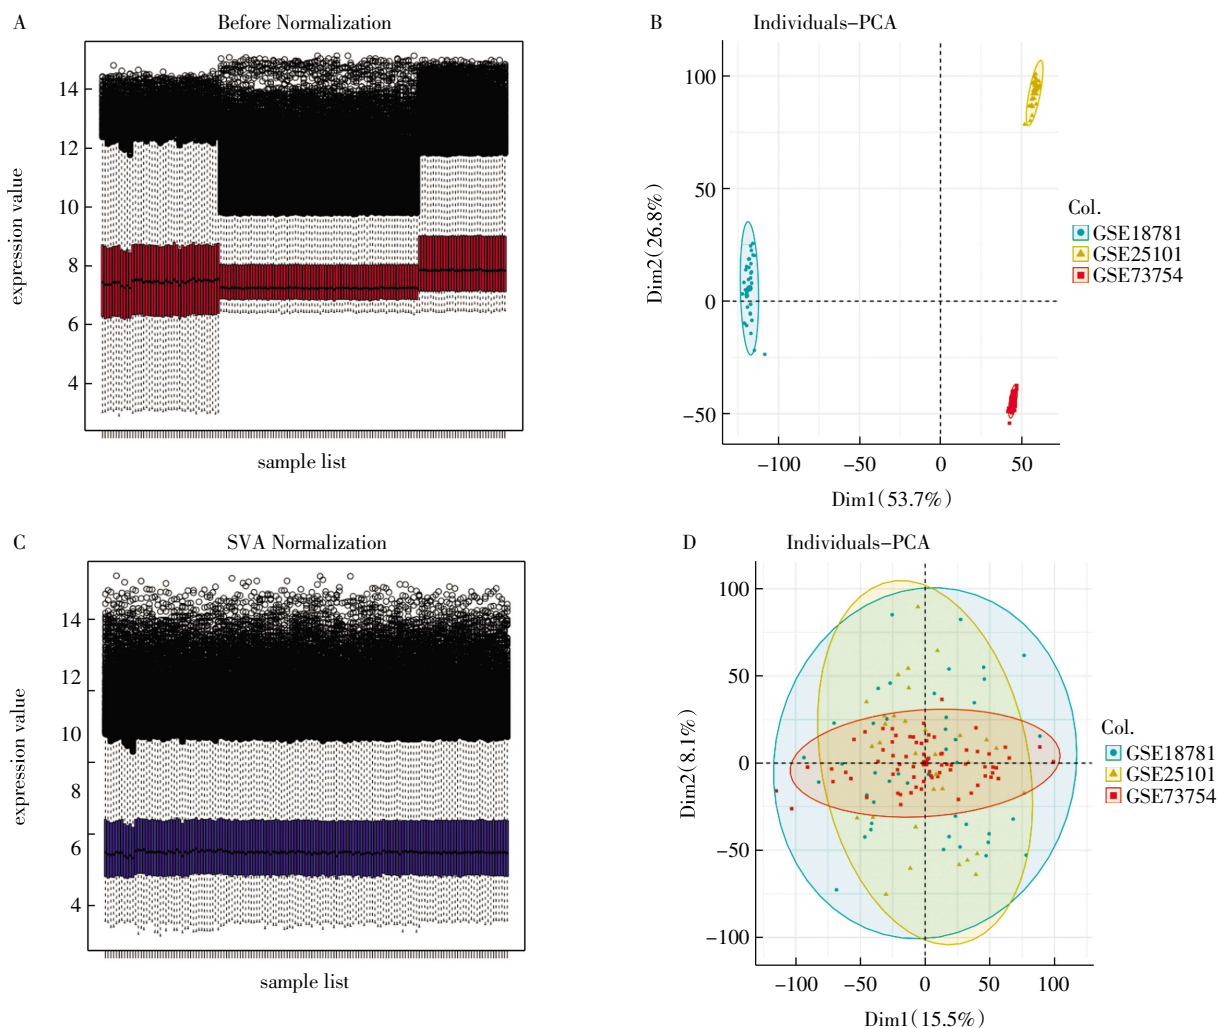 A
Before Normalization
expression value
14
12
10
8
6
4
sample list
B
Individuals-PCA
Dim2(26.8%)
100
50
0
-50
-100
-50
0
50
Dim1(53.7%)
Col.
GSE18781
GSE25101
GSE73754
C
SVA Normalization
expression value
14
12
10
8
6
4
sample list
D
Individuals-PCA
Dim2(8.1%)
100
50
0
-50
-100
-100
-50
0
50
100
Dim1(15.5%)
Col.
GSE18781
GSE25101
GSE73754